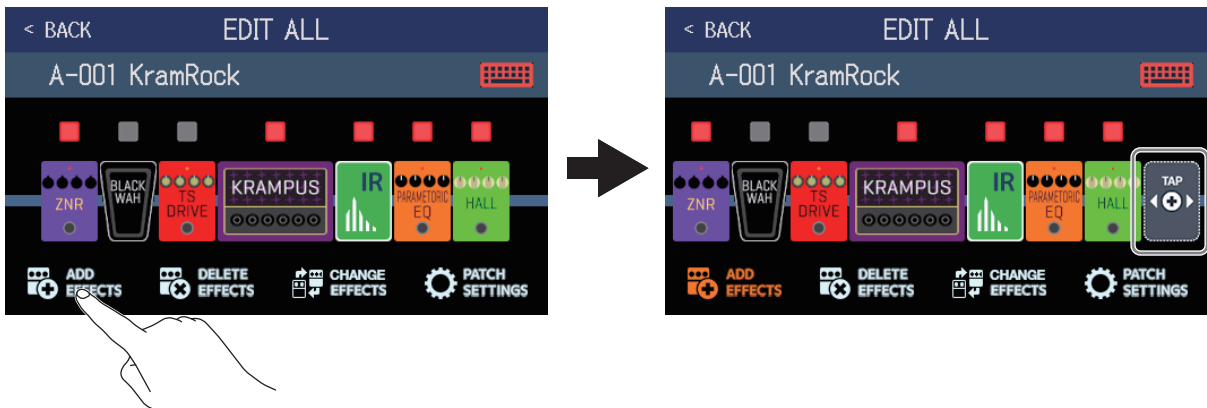 < BACK EDIT ALL
A-001 KramRock
ZNR
BLACK
WAH
TS
DRIVE
KRAMPUS
IR
PARAMETORIC
EQ
HALL
ADD
EFFECTS
DELETE
EFFECTS
CHANGE
EFFECTS
PATCH
SETTINGS
< BACK EDIT ALL
A-001 KramRock
ZNR
BLACK
WAH
TS
DRIVE
KRAMPUS
IR
PARAMETORIC
EQ
HALL
TAP
ADD
EFFECTS
DELETE
EFFECTS
CHANGE
EFFECTS
PATCH
SETTINGS